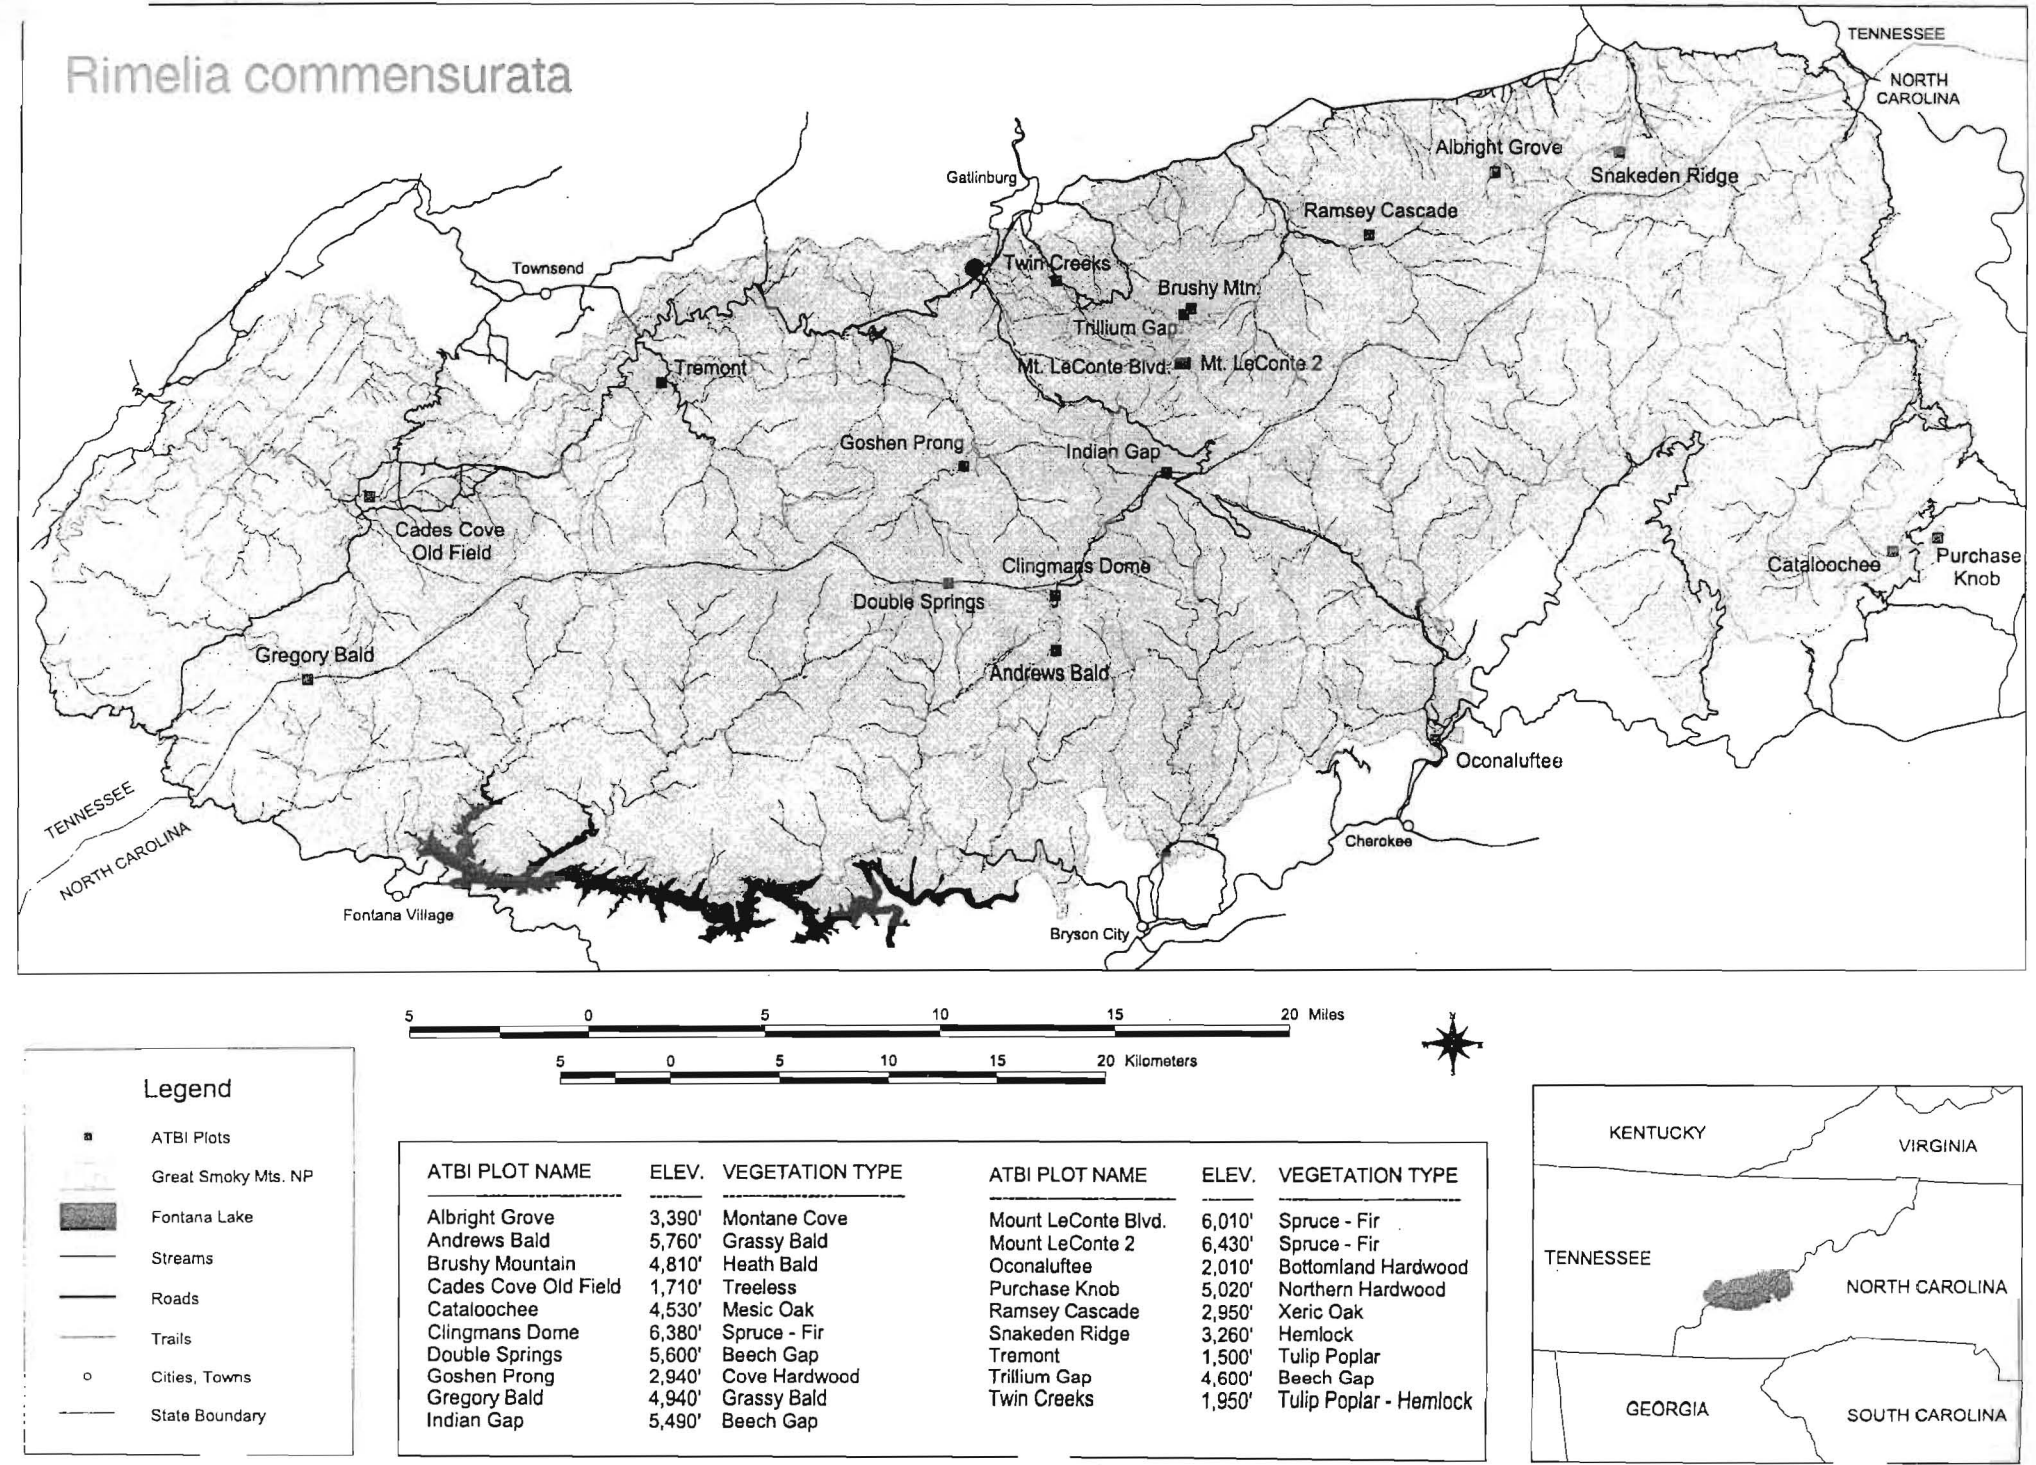 Rimelia commensurata
TENNESSEE
NORTH
CAROLINA
Albright Grove
Snakeden Ridge
Gatlinburg
Ramsey Cascade
Townsend
Twin Creeks
Brushy Mtn.
Trillium Gap
Tremont
Mt. LeConte Blvd.
Mt. LeConte 2
Goshen Prong
Indian Gap
Cades Cove
Old Field
Clingmans Dome
Cataloochee
Purchase
Knob
Double Springs
Gregory Bald
Andrews Bald
Oconaluftee
TENNESSEE
NORTH CAROLINA
Cherokee
Fontana Village
Bryson City
5 0 5 10 15 20 Miles
5 0 5 10 15 20 Kilometers
N
W E
S
Legend
ATBI Plots
Great Smoky Mts. NP
Fontana Lake
Streams
Roads
Trails
Cities, Towns
State Boundary
ATBI PLOT NAME ELEV. VEGETATION TYPE
Albright Grove 3,390' Montane Cove
Andrews Bald 5,760' Grassy Bald
Brushy Mountain 4,810' Heath Bald
Cades Cove Old Field 1,710' Treeless
Cataloochee 4,530' Mesic Oak
Clingmans Dome 6,380' Spruce - Fir
Double Springs 5,600' Beech Gap
Goshen Prong 2,940' Cove Hardwood
Gregory Bald 4,940' Grassy Bald
Indian Gap 5,490' Beech Gap
ATBI PLOT NAME ELEV. VEGETATION TYPE
Mount LeConte Blvd. 6,010' Spruce - Fir
Mount LeConte 2 6,430' Spruce - Fir
Oconaluftee 2,010' Bottomland Hardwood
Purchase Knob 5,020' Northern Hardwood
Ramsey Cascade 2,950' Xeric Oak
Snakeden Ridge 3,260' Hemlock
Tremont 1,500' Tulip Poplar
Trillium Gap 4,600' Beech Gap
Twin Creeks 1,950' Tulip Poplar - Hemlock
KENTUCKY
VIRGINIA
TENNESSEE
NORTH CAROLINA
GEORGIA
SOUTH CAROLINA